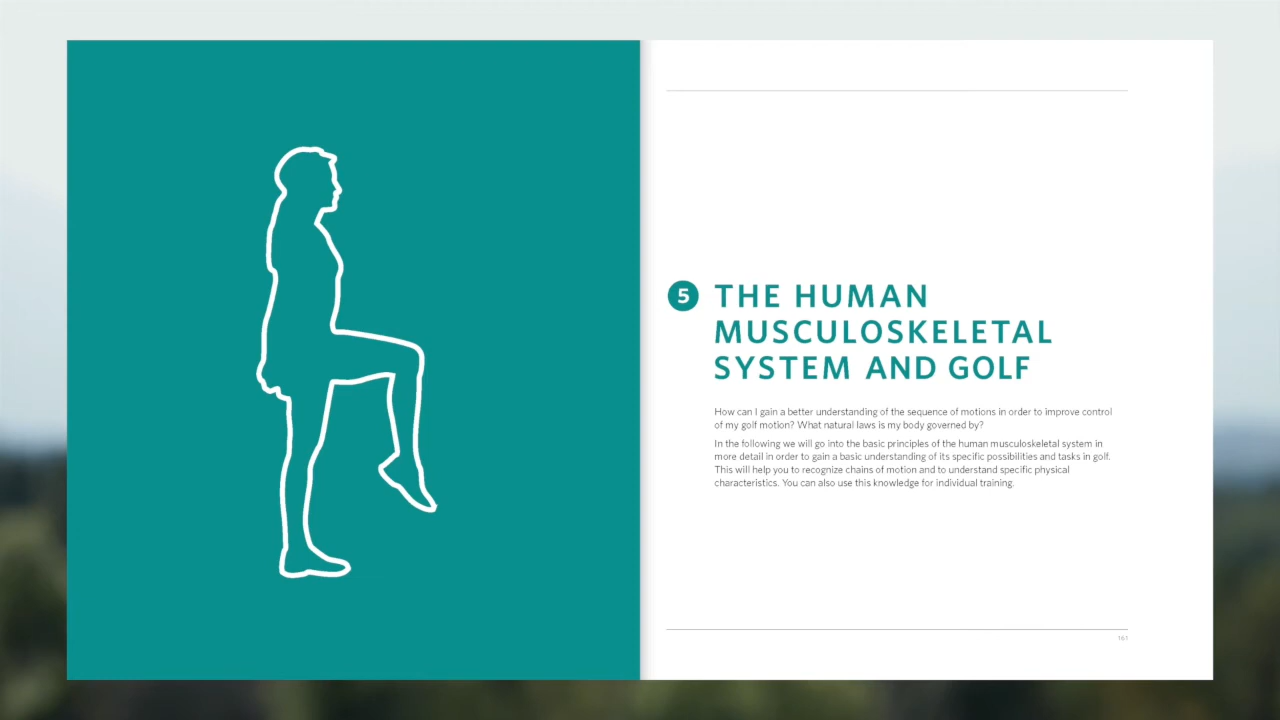 5 THE HUMAN
MUSCULOSKELETAL
SYSTEM AND GOLF
How can I gain a better understanding of the sequence of motions in order to improve control
of my golf motion? What natural laws is my body governed by?
In the following we will go into the basic principles of the human musculoskeletal system in
more detail in order to gain a basic understanding of its specific possibilities and tasks in golf.
This will help you to recognize chains of motion and to understand specific physical
characteristics. You can also use this knowledge for individual training.
161